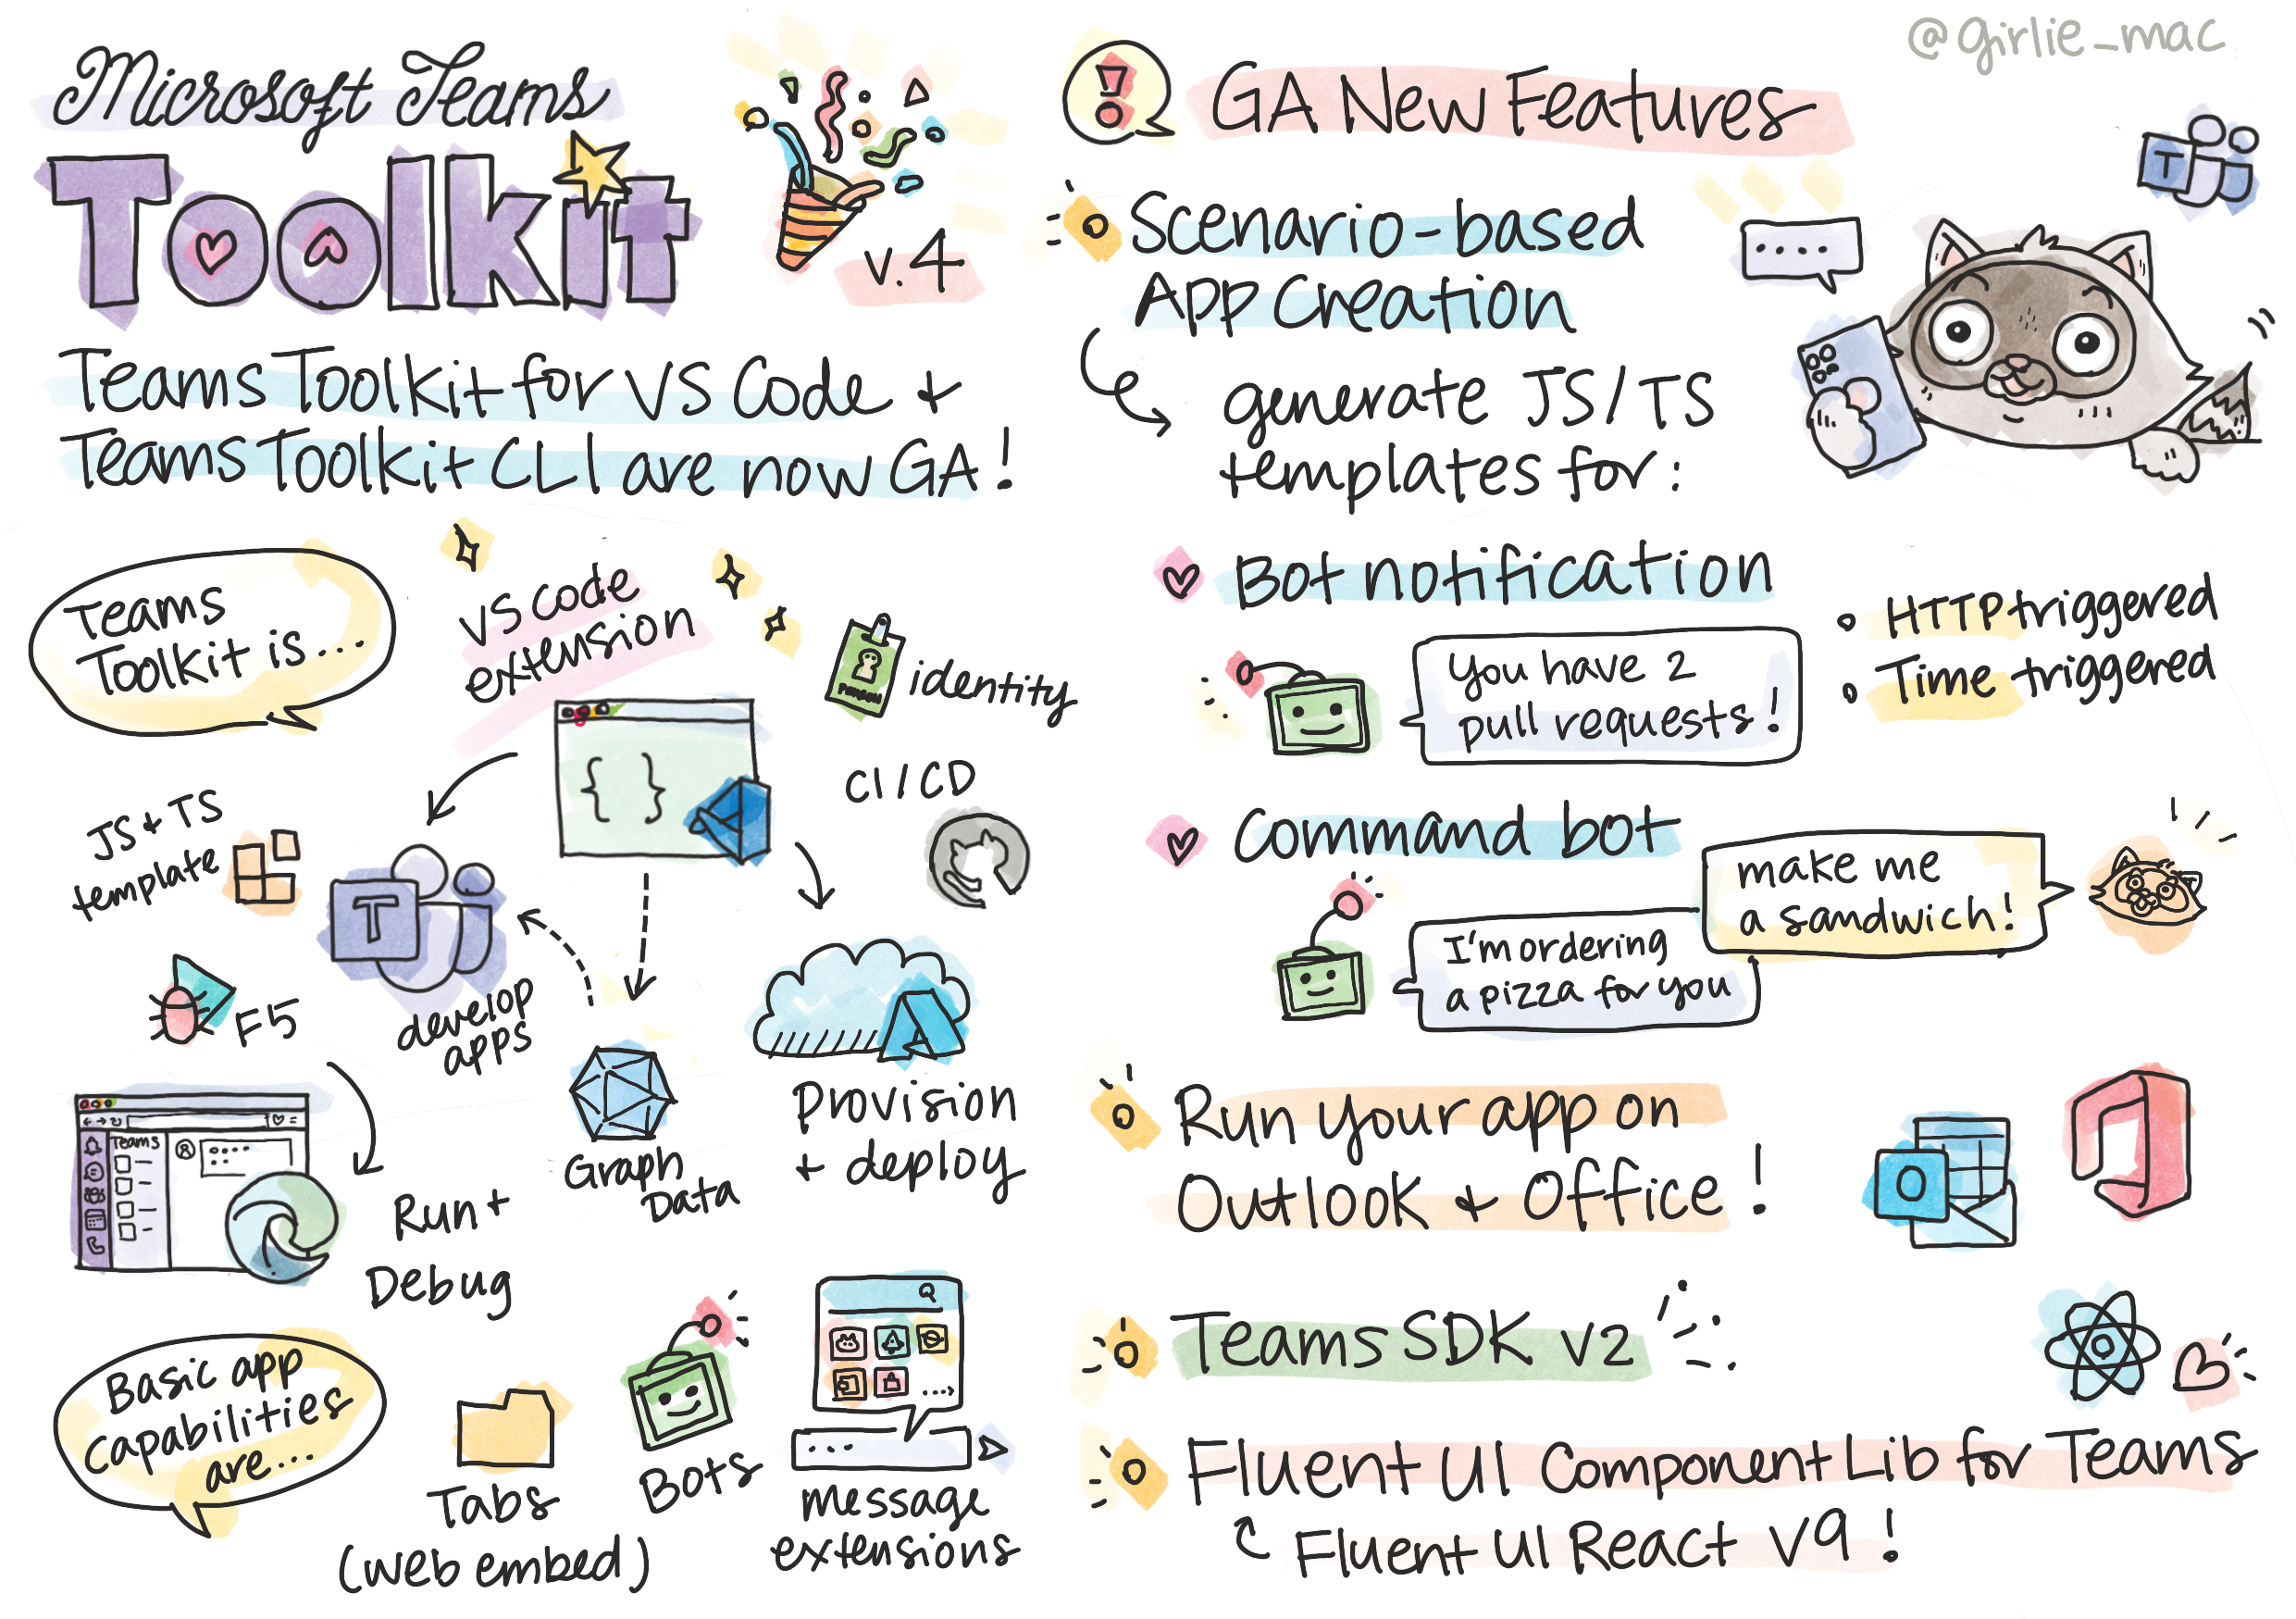 @girlie_mac
Microsoft Teams
Toolkit
v.4
Teams Toolkit for VS Code +
Teams Toolkit CLI are now GA!
Teams
Toolkit is...
VS Code
extension
identity
CI/CD
{ }
JS + TS
template
T
develop
apps
F5
Teams
Run +
Debug
Graph
Data
Provision
+ deploy
Basic app
capabilities
are...
Tabs
(web embed)
Bots
message
extensions
! GA New Features
T
Scenario-based
App Creation
generate JS/TS
templates for:
Bot notification
You have 2
pull requests!
HTTP triggered
Time triggered
Command bot
make me
a sandwich!
I'm ordering
a pizza for you
Run your app on
Outlook + Office!
O
Teams SDK v2
Fluent UI Component Lib for Teams
Fluent UI React v9!